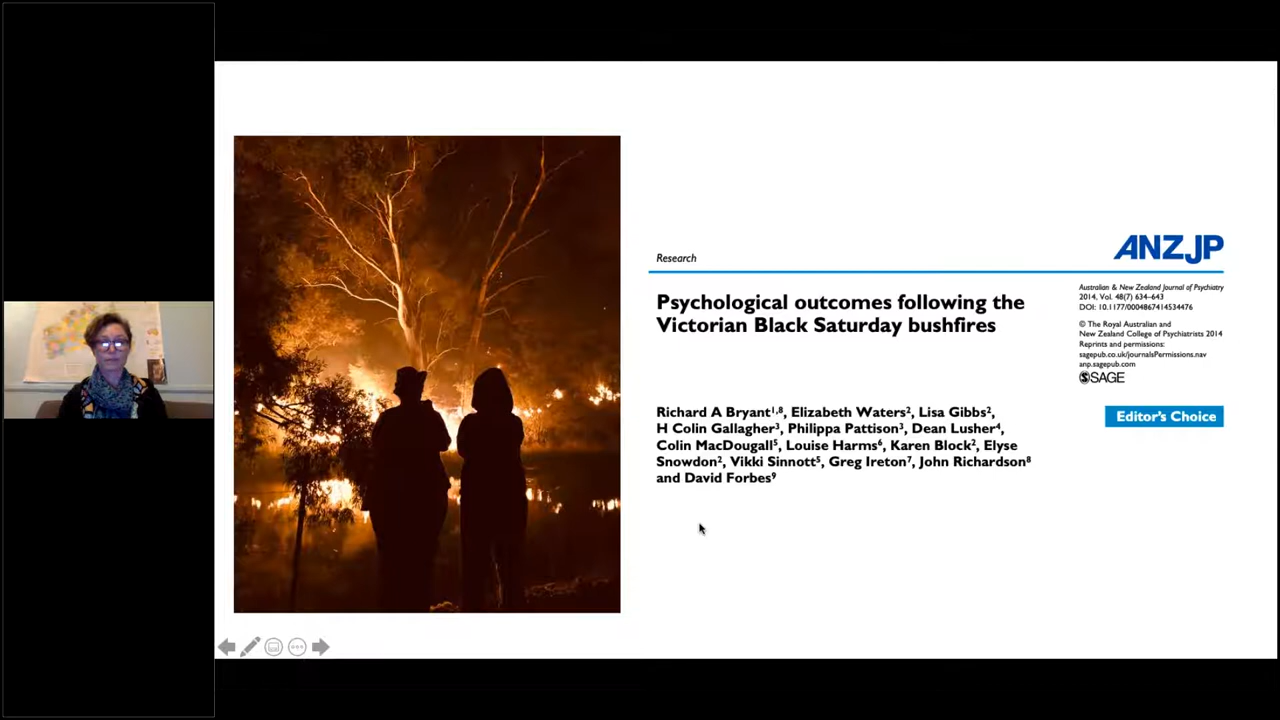 Research
ANZJP
Psychological outcomes following the
Victorian Black Saturday bushfires
Australian & New Zealand Journal of Psychiatry
2014, Vol. 48(7) 634–643
DOI: 10.1177/0004867414534476
© The Royal Australian and
New Zealand College of Psychiatrists 2014
Reprints and permissions:
sagepub.co.uk/journalsPermissions.nav
anp.sagepub.com
SAGE
Richard A Bryant1,8, Elizabeth Waters2, Lisa Gibbs2,
H Colin Gallagher3, Philippa Pattison3, Dean Lusher4,
Colin MacDougall5, Louise Harms6, Karen Block2, Elyse
Snowdon2, Vikki Sinnott5, Greg Ireton7, John Richardson8
and David Forbes9
Editor's Choice